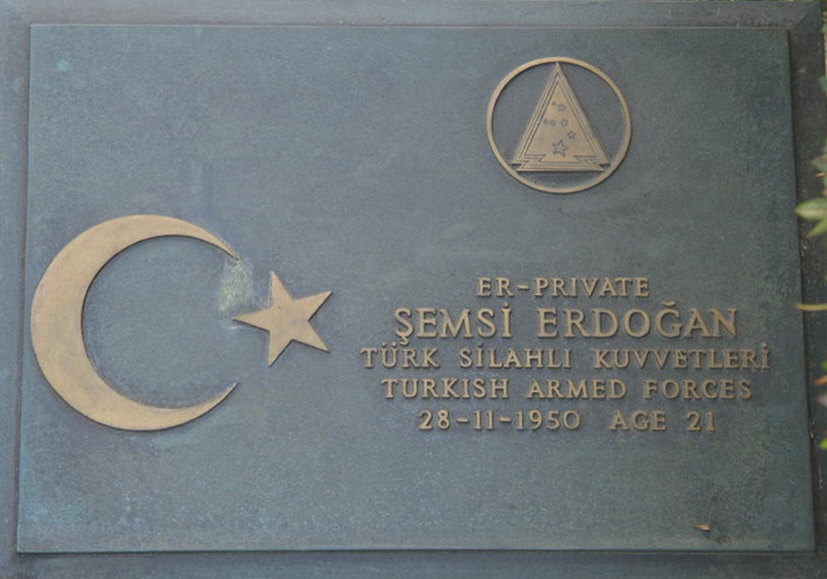 ER-PRIVATE
ŞEMSİ ERDOĞAN
TÜRK SİLAHLI KUVVETLERİ
TURKISH ARMED FORCES
28-11-1950 AGE 21